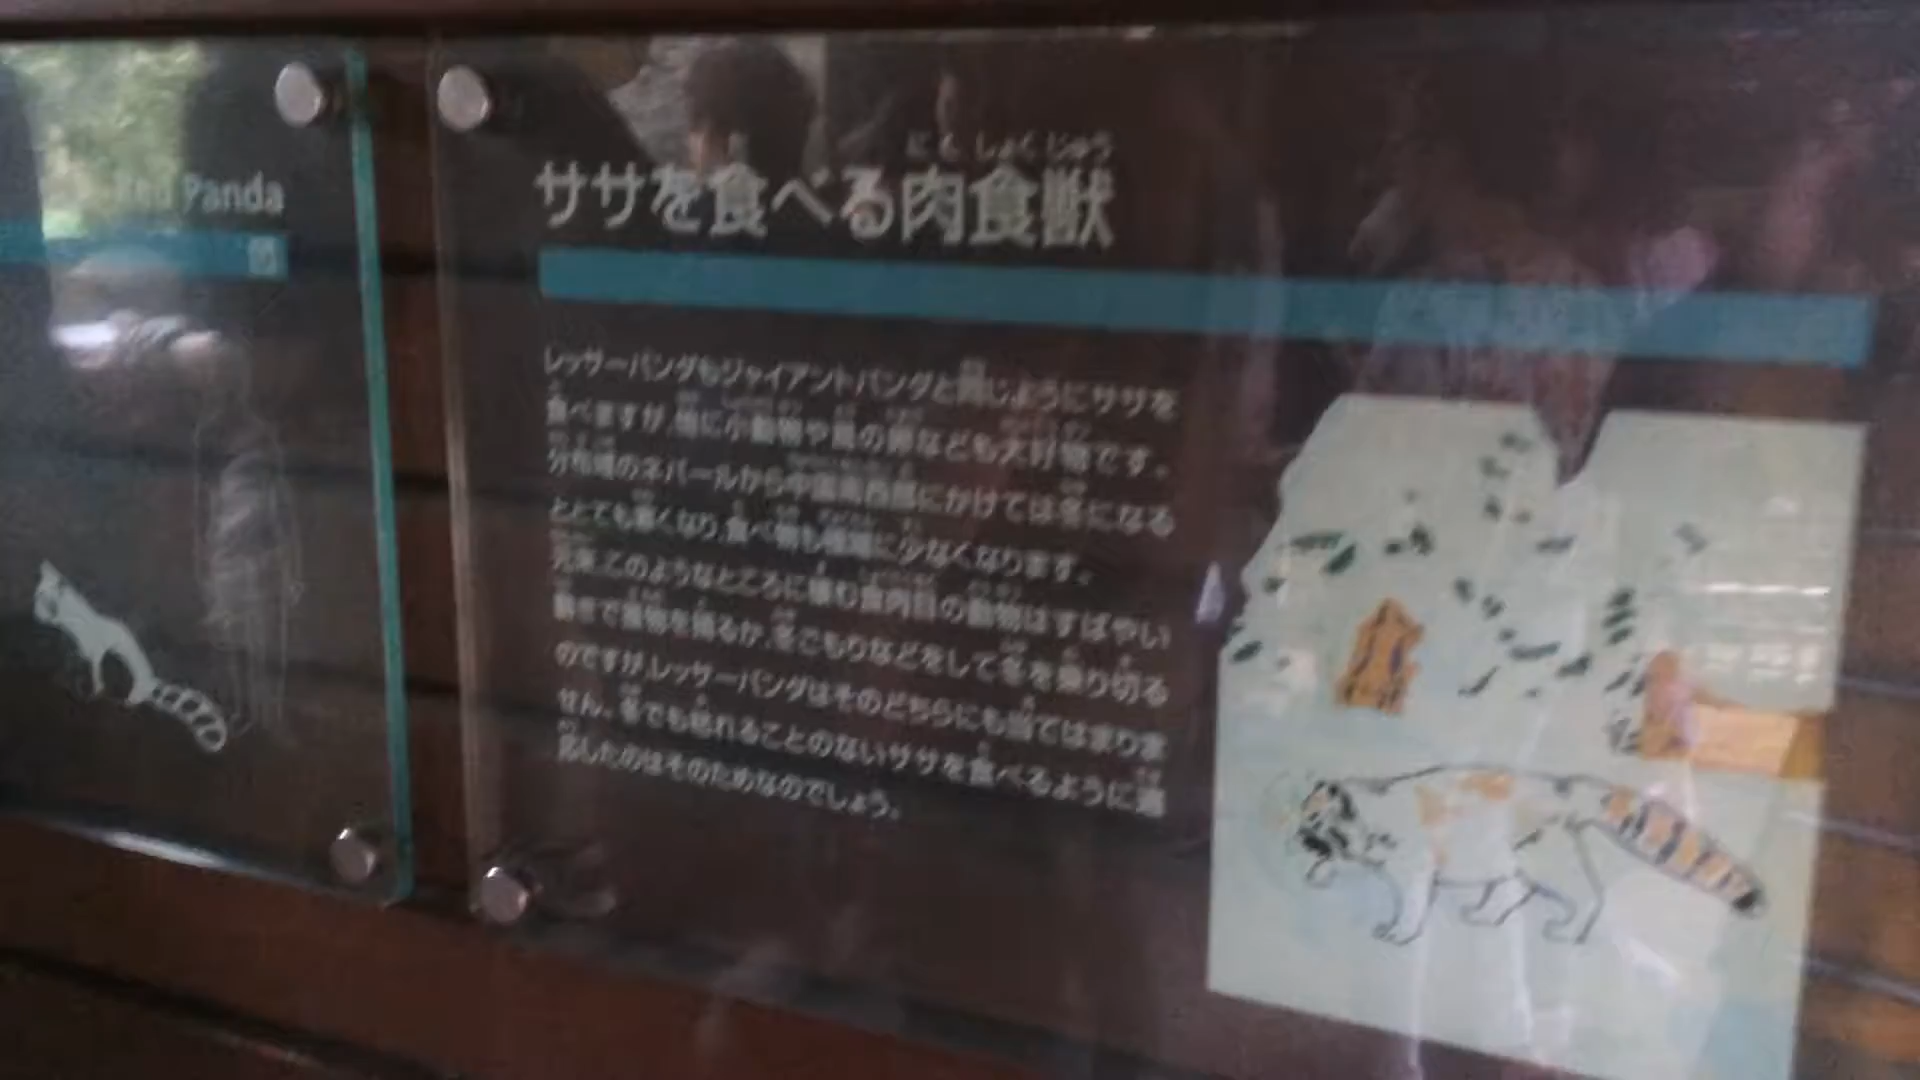 Red Panda
にくしょくじゅう
ササを食べる肉食獣
レッサーパンダもジャイアントパンダと同じようにササを
食べますが、他に小動物や鳥の卵なども大好物です。
分布域のネパールから中国南西部にかけては冬になる
ととても寒くなり、食べ物も極端に少なくなります。
元来、このようなところに棲む食肉目の動物はすばやい
動きで獲物を捕るか、冬ごもりなどをして冬を乗り切る
のですが、レッサーパンダはそのどちらにも当てはまりま
せん。冬でも枯れることのないササを食べるように適
応したのはそのためなのでしょう。